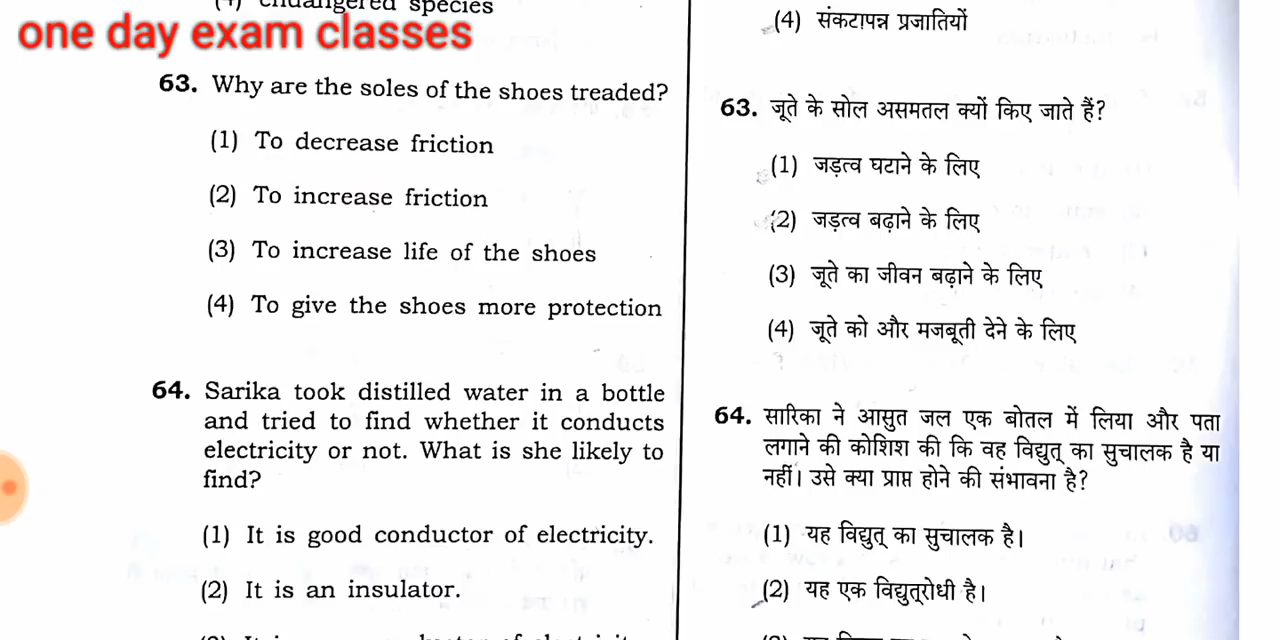 endangered species
one day exam classes
63. Why are the soles of the shoes treaded?
(1) To decrease friction
(2) To increase friction
(3) To increase life of the shoes
(4) To give the shoes more protection
64. Sarika took distilled water in a bottle
and tried to find whether it conducts
electricity or not. What is she likely to
find?
(1) It is good conductor of electricity.
(2) It is an insulator.
(4) संकटापन्न प्रजातियों
63. जूते के सोल असमतल क्यों किए जाते हैं?
(1) जड़त्व घटाने के लिए
(2) जड़त्व बढ़ाने के लिए
(3) जूते का जीवन बढ़ाने के लिए
(4) जूते को और मजबूती देने के लिए
64. सारिका ने आसुत जल एक बोतल में लिया और पता
लगाने की कोशिश की कि वह विद्युत् का सुचालक है या
नहीं। उसे क्या प्राप्त होने की संभावना है?
(1) यह विद्युत् का सुचालक है।
(2) यह एक विद्युत्‌रोधी है।